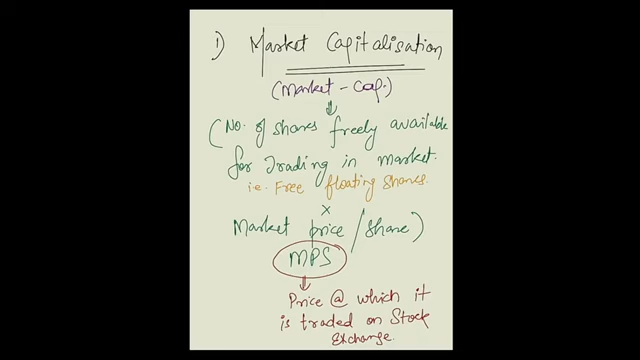 1) Market Capitalisation
(Market - Cap.)
(No. of shares freely available
for Trading in market.
i.e. Free floating shares.
×
Market price / share)
MPS
Price @ which it
is traded on Stock
Exchange.